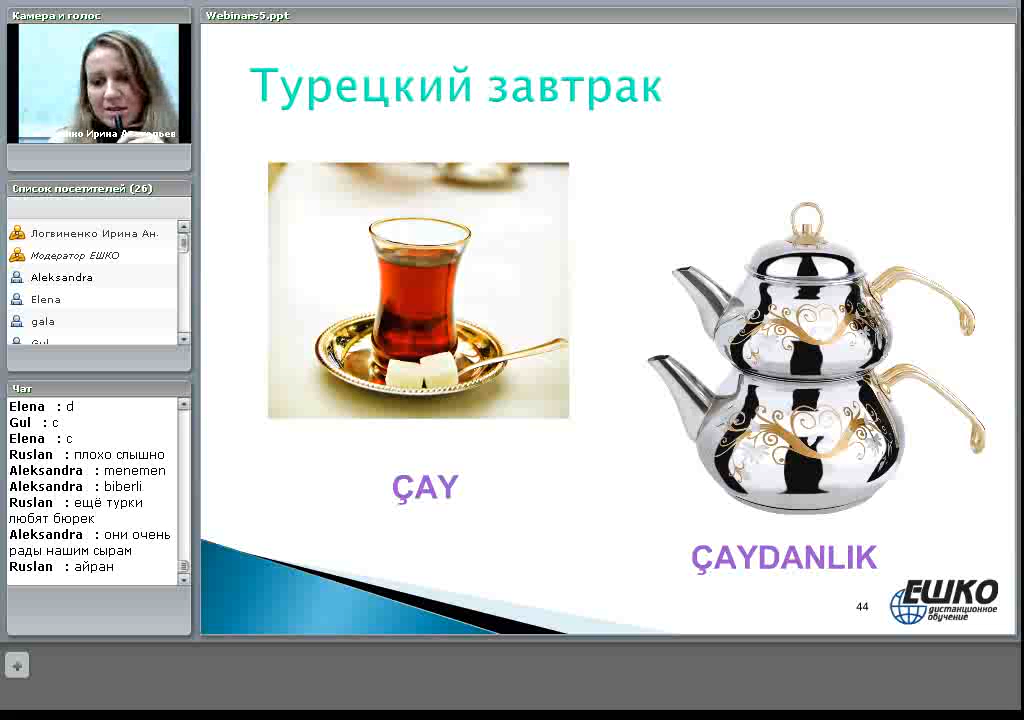 Камера и голос
Ирина
Список посетителей (26)
Логвиненко Ирина Ан.
Модератор ЕШКО
Aleksandra
Elena
gala
Gul
Чат
Elena : d
Gul : c
Elena : c
Ruslan : плохо слышно
Aleksandra : menemen
Aleksandra : biberli
Ruslan : ещё турки
любят бюрек
Aleksandra : они очень
рады нашим сырам
Ruslan : айран
Webinars5.ppt
Турецкий завтрак
ÇAY
ÇAYDANLIK
44
ЕШКО
дистанционное
обучение